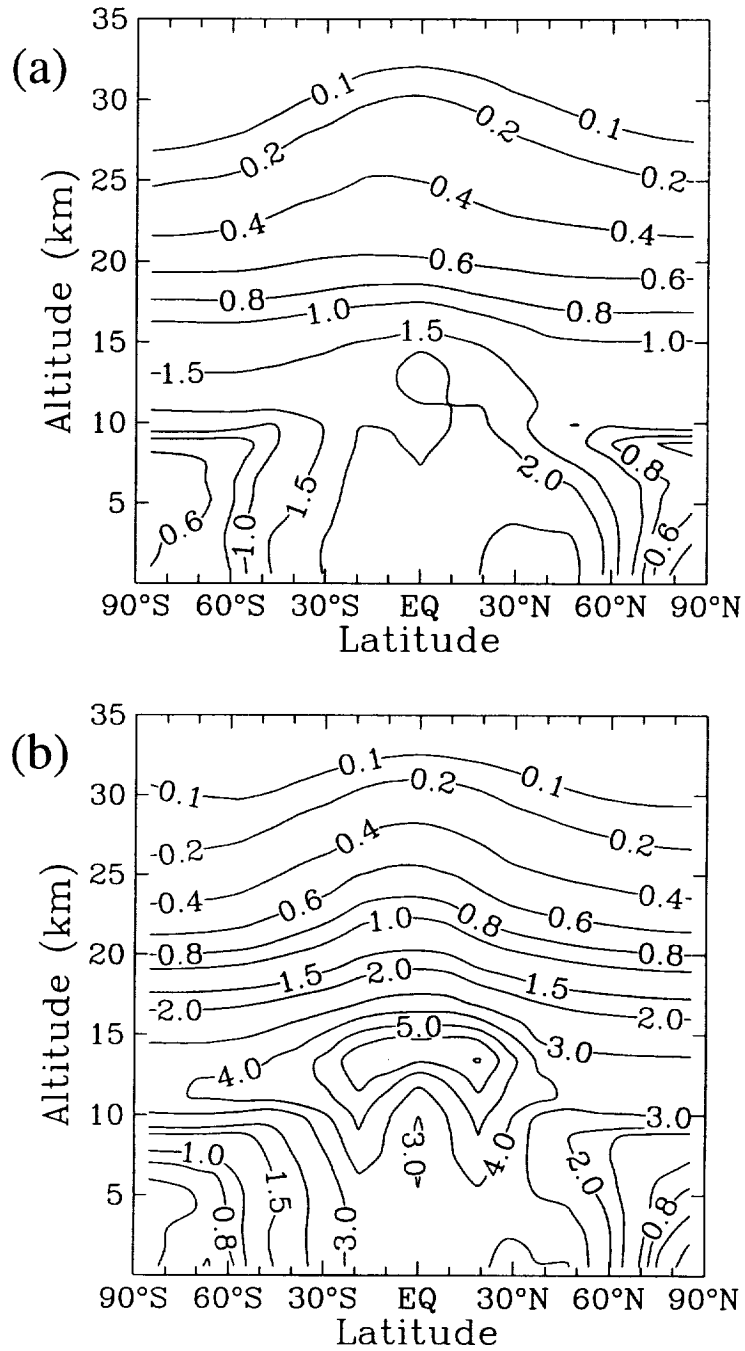 (a)
Altitude (km)
35
30
25
20
15
10
5
0.1 0.1
0.2 0.2 0.2
0.4 0.4 0.4
0.6 0.6
0.8 0.8
1.0 1.0
1.5 1.5
2.0
0.6 1.0 1.5 0.8 0.6
90°S 60°S 30°S EQ 30°N 60°N 90°N
Latitude
(b)
Altitude (km)
35
30
25
20
15
10
5
0.1 0.1 0.1
0.2 0.2
0.4 0.4 0.4
0.6 0.6
0.8 1.0 0.8 0.8
1.5 2.0 1.5
2.0 2.0
5.0 3.0
4.0
3.0
1.0 <3.0 4.0 2.0
0.8 1.5 3.0 0.8
90°S 60°S 30°S EQ 30°N 60°N 90°N
Latitude